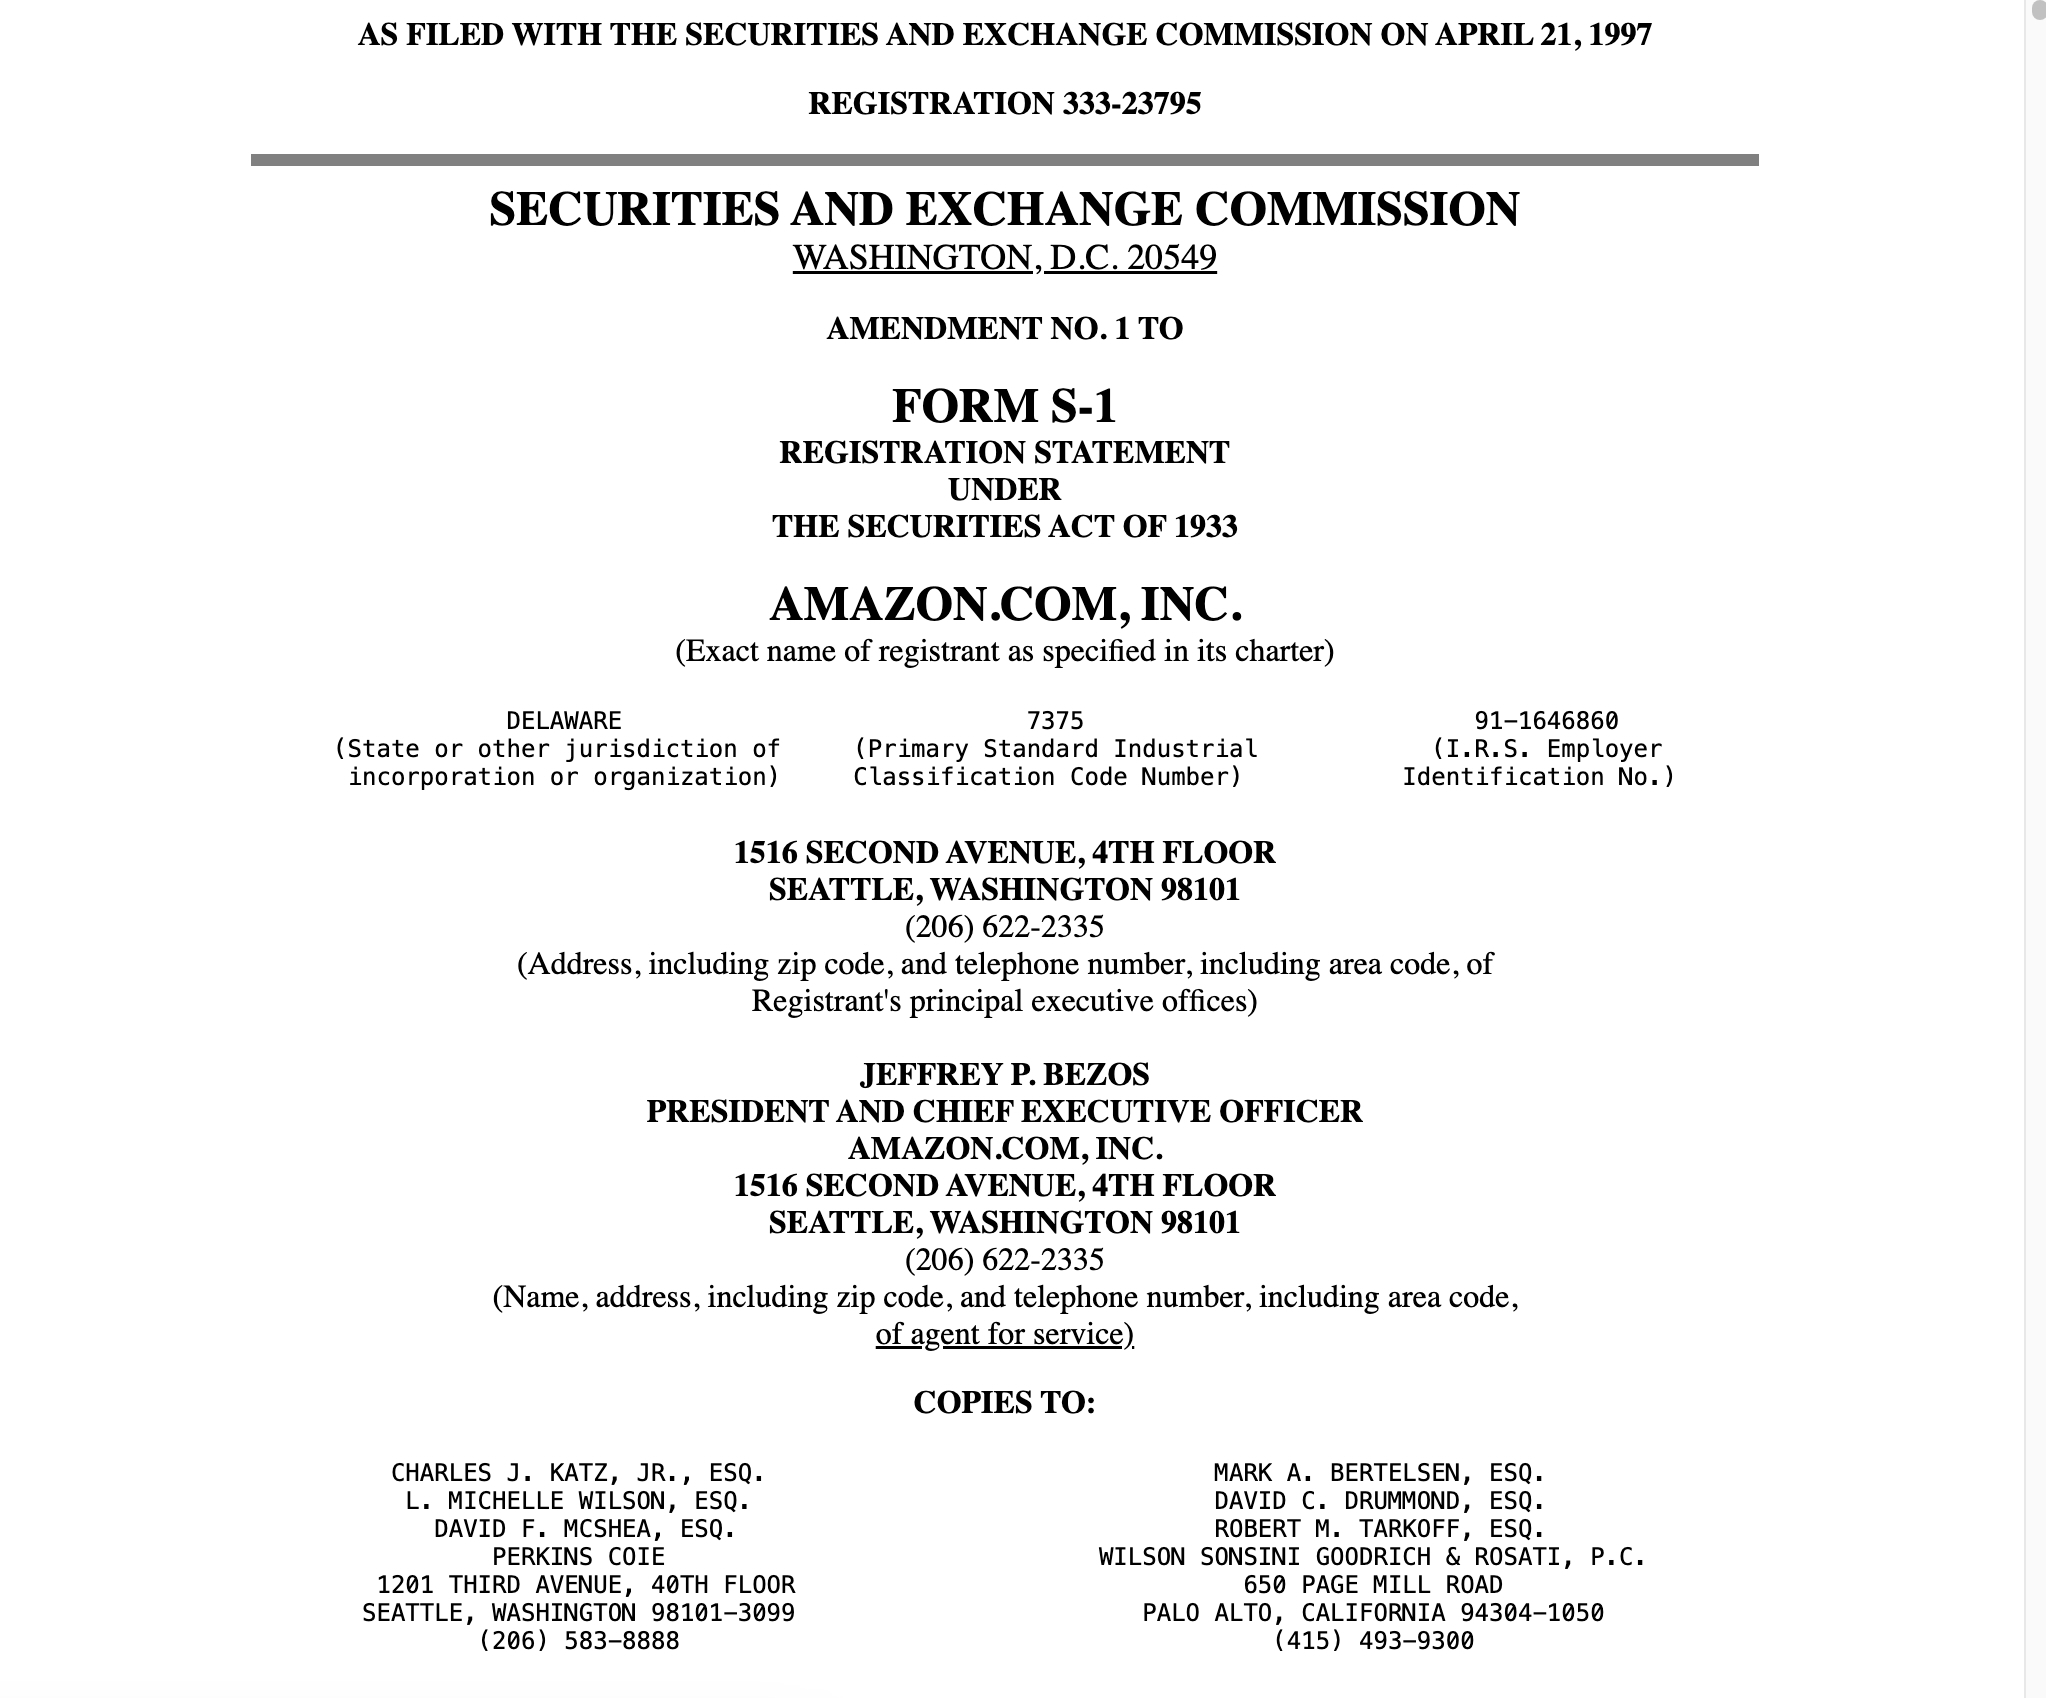 AS FILED WITH THE SECURITIES AND EXCHANGE COMMISSION ON APRIL 21, 1997
REGISTRATION 333-23795
SECURITIES AND EXCHANGE COMMISSION
WASHINGTON, D.C. 20549
AMENDMENT NO. 1 TO
FORM S-1
REGISTRATION STATEMENT
UNDER
THE SECURITIES ACT OF 1933
AMAZON.COM, INC.
(Exact name of registrant as specified in its charter)
DELAWARE 7375 91-1646860
(State or other jurisdiction of (Primary Standard Industrial (I.R.S. Employer
incorporation or organization) Classification Code Number) Identification No.)
1516 SECOND AVENUE, 4TH FLOOR
SEATTLE, WASHINGTON 98101
(206) 622-2335
(Address, including zip code, and telephone number, including area code, of
Registrant's principal executive offices)
JEFFREY P. BEZOS
PRESIDENT AND CHIEF EXECUTIVE OFFICER
AMAZON.COM, INC.
1516 SECOND AVENUE, 4TH FLOOR
SEATTLE, WASHINGTON 98101
(206) 622-2335
(Name, address, including zip code, and telephone number, including area code,
of agent for service)
COPIES TO:
CHARLES J. KATZ, JR., ESQ. MARK A. BERTELSEN, ESQ.
L. MICHELLE WILSON, ESQ. DAVID C. DRUMMOND, ESQ.
DAVID F. MCSHEA, ESQ. ROBERT M. TARKOFF, ESQ.
PERKINS COIE WILSON SONSINI GOODRICH & ROSATI, P.C.
1201 THIRD AVENUE, 40TH FLOOR 650 PAGE MILL ROAD
SEATTLE, WASHINGTON 98101-3099 PALO ALTO, CALIFORNIA 94304-1050
(206) 583-8888 (415) 493-9300